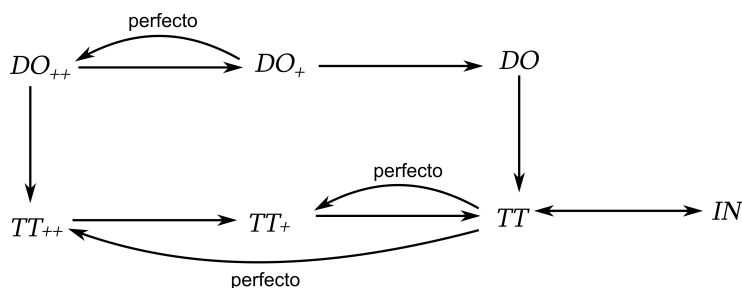 perfecto
DO++ DO+ DO
perfecto
TT++ TT+ TT IN
perfecto